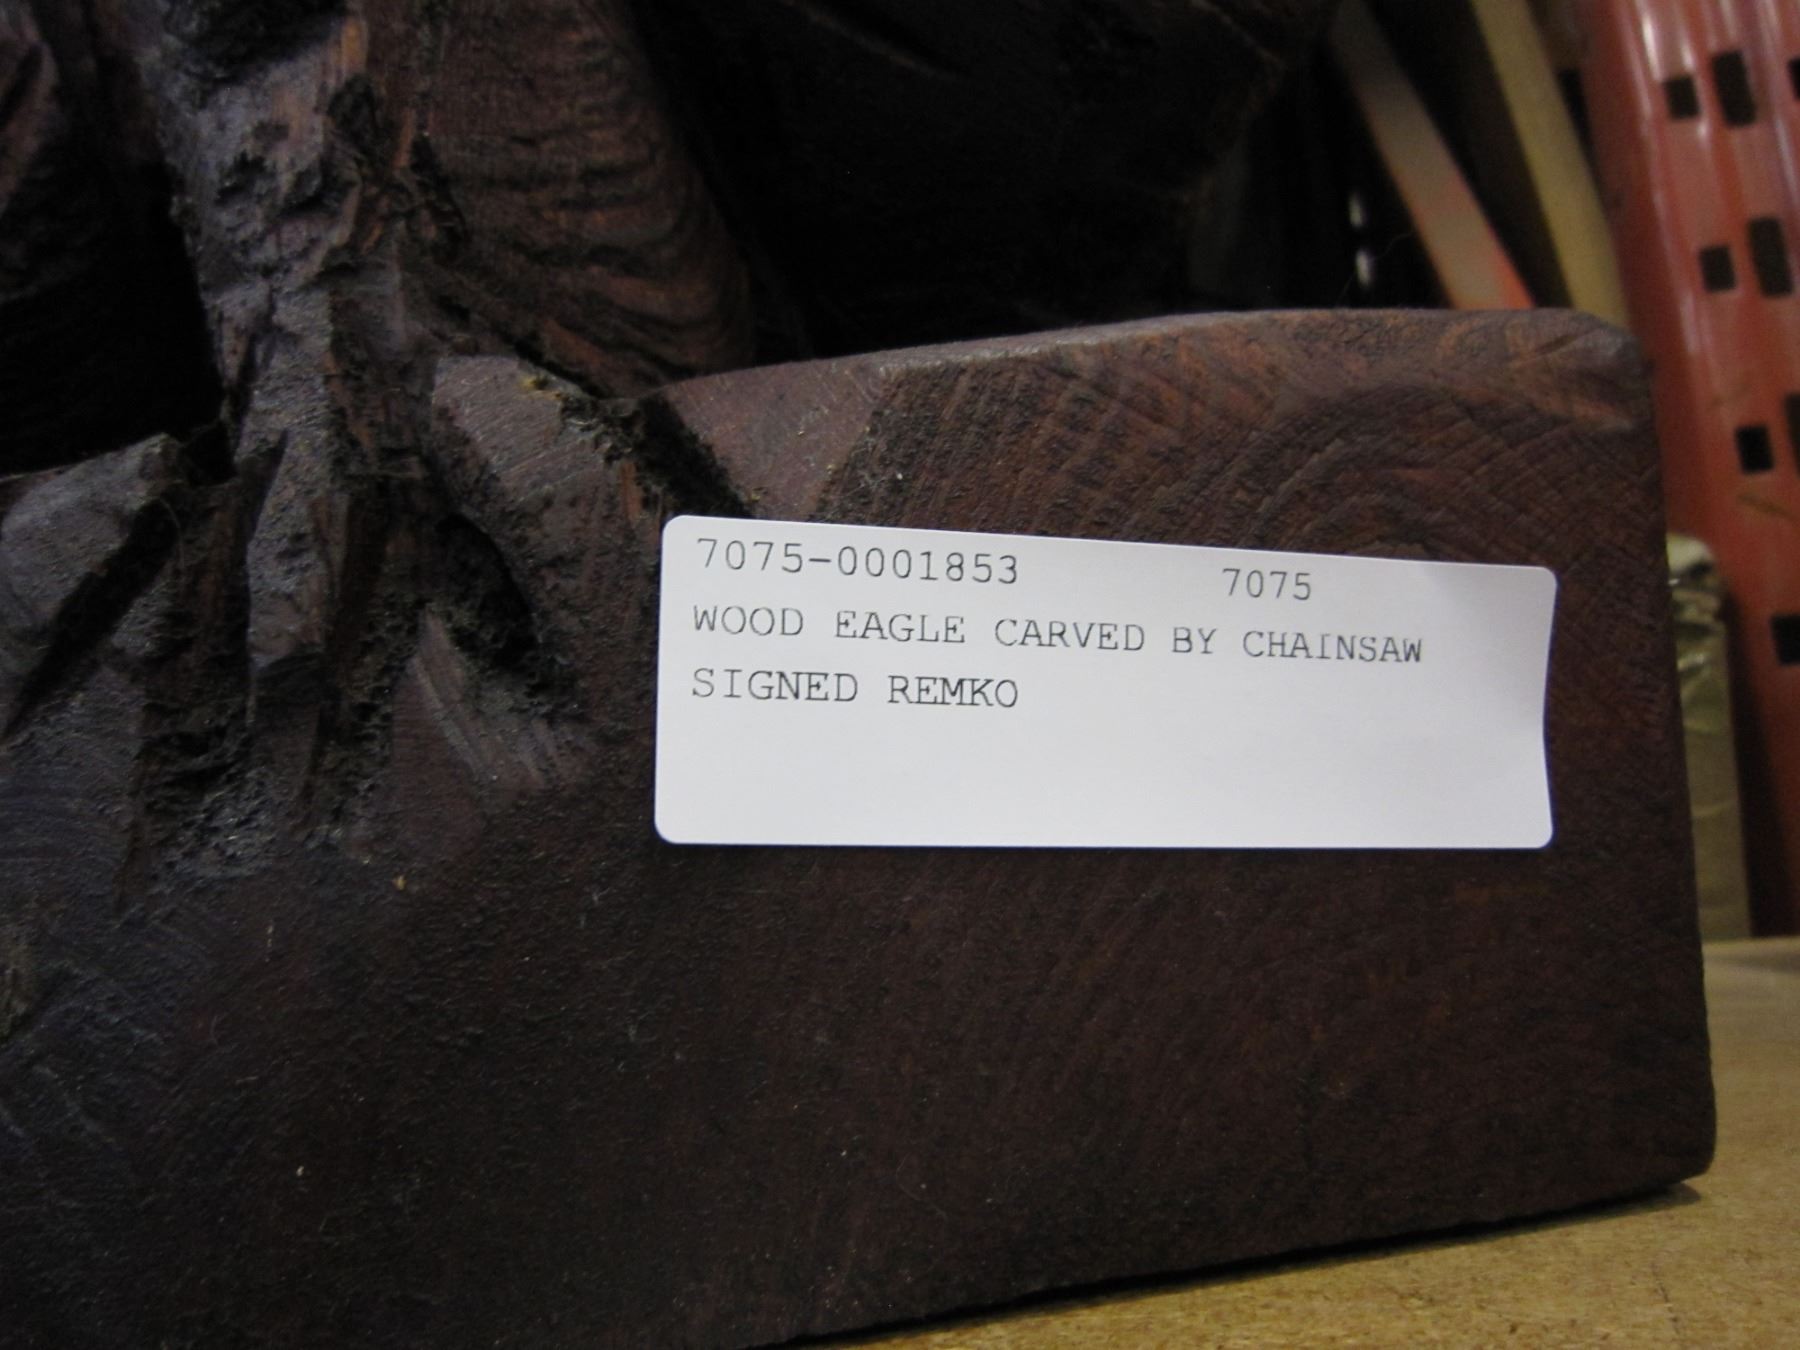 7075-0001853 7075
WOOD EAGLE CARVED BY CHAINSAW
SIGNED REMKO